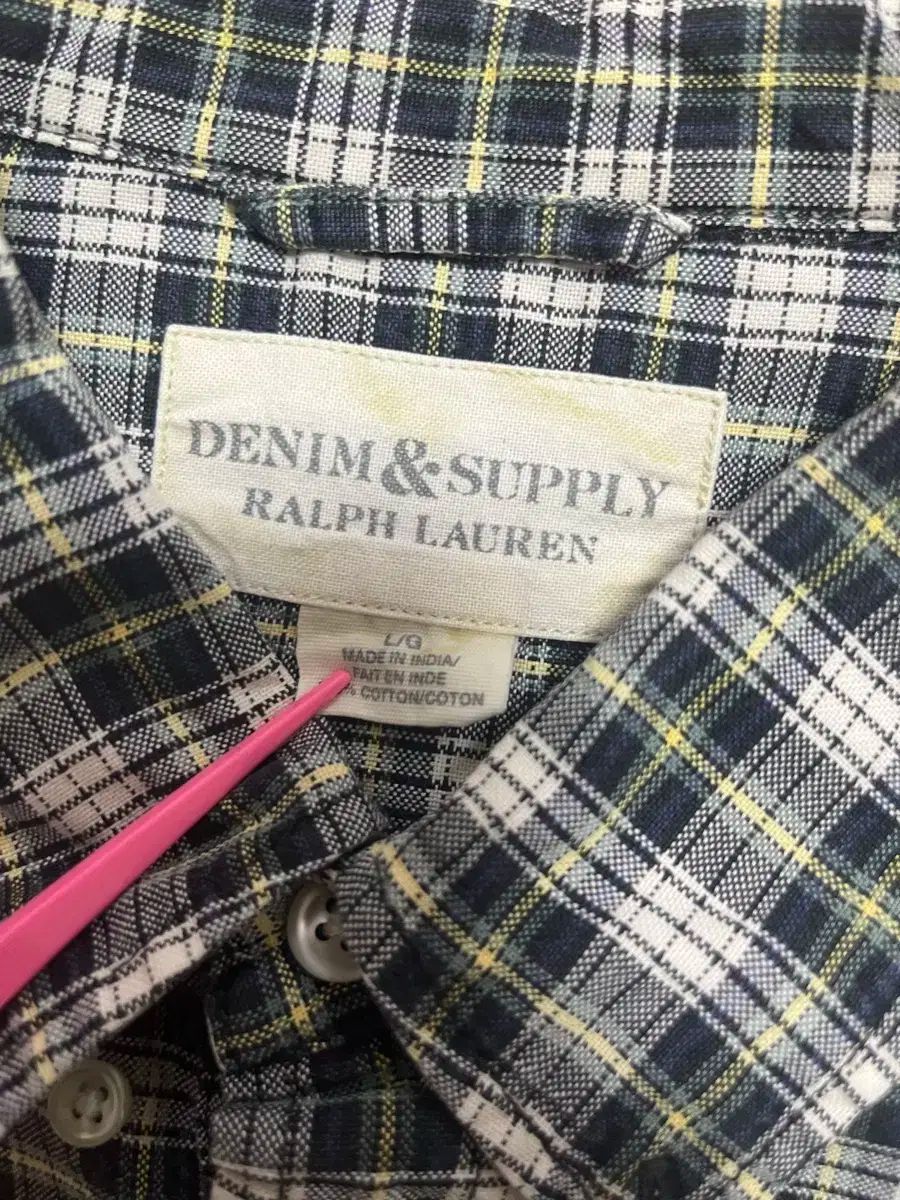 DENIM & SUPPLY
RALPH LAUREN
L/G
MADE IN INDIA/
FAIT EN INDE
% COTTON/COTON